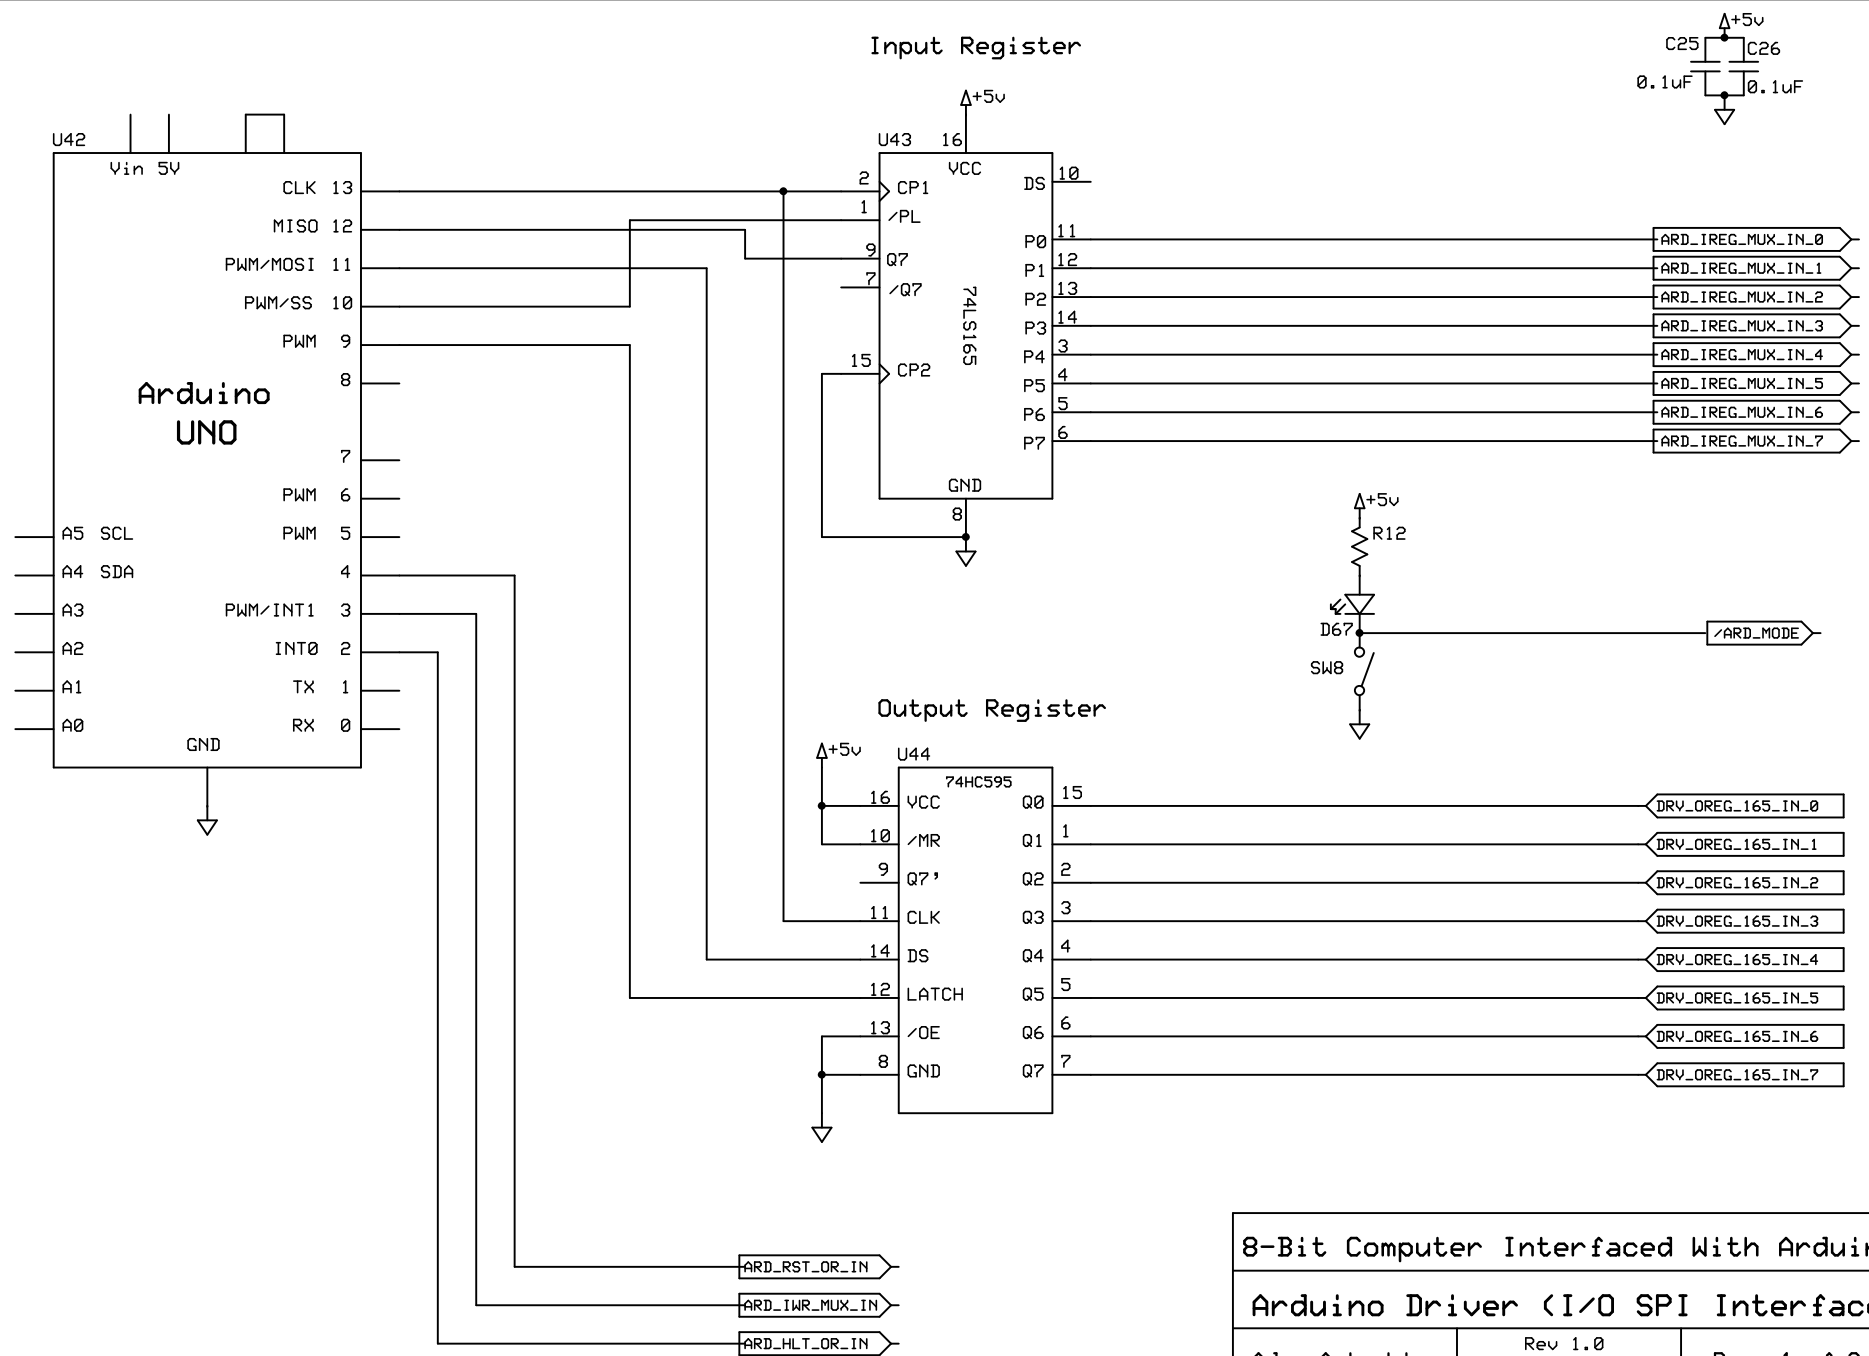 Input Register
+5v
C25
C26
0.1uF
0.1uF
U42
Vin 5V
CLK 13
MISO 12
PWM/MOSI 11
PWM/SS 10
PWM 9
8
Arduino
UNO
7
PWM 6
PWM 5
4
PWM/INT1 3
INT0 2
TX 1
RX 0
A5 SCL
A4 SDA
A3
A2
A1
A0
GND
+5v
U43
16
VCC
2 CP1
1 /PL
9 Q7
7 /Q7
15 CP2
74LS165
GND
8
DS 10
P0 11
P1 12
P2 13
P3 14
P4 3
P5 4
P6 5
P7 6
ARD_IREG_MUX_IN_0
ARD_IREG_MUX_IN_1
ARD_IREG_MUX_IN_2
ARD_IREG_MUX_IN_3
ARD_IREG_MUX_IN_4
ARD_IREG_MUX_IN_5
ARD_IREG_MUX_IN_6
ARD_IREG_MUX_IN_7
+5v
R12
D67
SW8
/ARD_MODE
Output Register
+5v
U44
74HC595
16 VCC
10 /MR
9 Q7'
11 CLK
14 DS
12 LATCH
13 /OE
8 GND
Q0 15
Q1 1
Q2 2
Q3 3
Q4 4
Q5 5
Q6 6
Q7 7
DRV_OREG_165_IN_0
DRV_OREG_165_IN_1
DRV_OREG_165_IN_2
DRV_OREG_165_IN_3
DRV_OREG_165_IN_4
DRV_OREG_165_IN_5
DRV_OREG_165_IN_6
DRV_OREG_165_IN_7
ARD_RST_OR_IN
ARD_IWR_MUX_IN
ARD_HLT_OR_IN
8-Bit Computer Interfaced With
Arduino Driver (I/O SPI
Rev 1.0